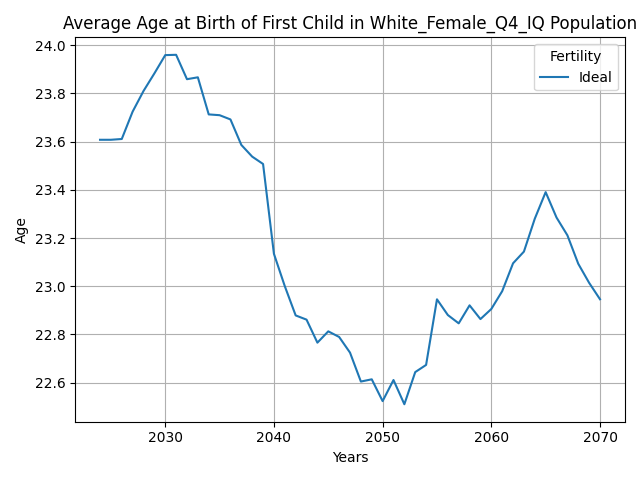 Average Age at Birth of First Child in White_Female_Q4_IQ Population
Fertility
Ideal
24.0
23.8
23.6
23.4
23.2
23.0
22.8
22.6
Age
2030
2040
2050
2060
2070
Years